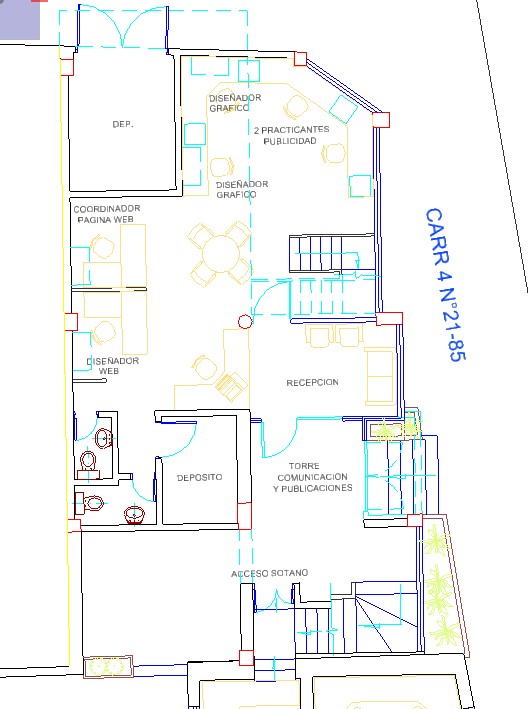 DISEÑADOR
GRAFICO
DEP.
2 PRACTICANTES
PUBLICIDAD
DISEÑADOR
GRAFICO
COORDINADOR
PAGINA WEB
CARR 4 N°21-85
DISEÑADOR
WEB
RECEPCION
DEPOSITO
TORRE
COMUNICACION
Y PUBLICACIONES
ACCESO SOTANO